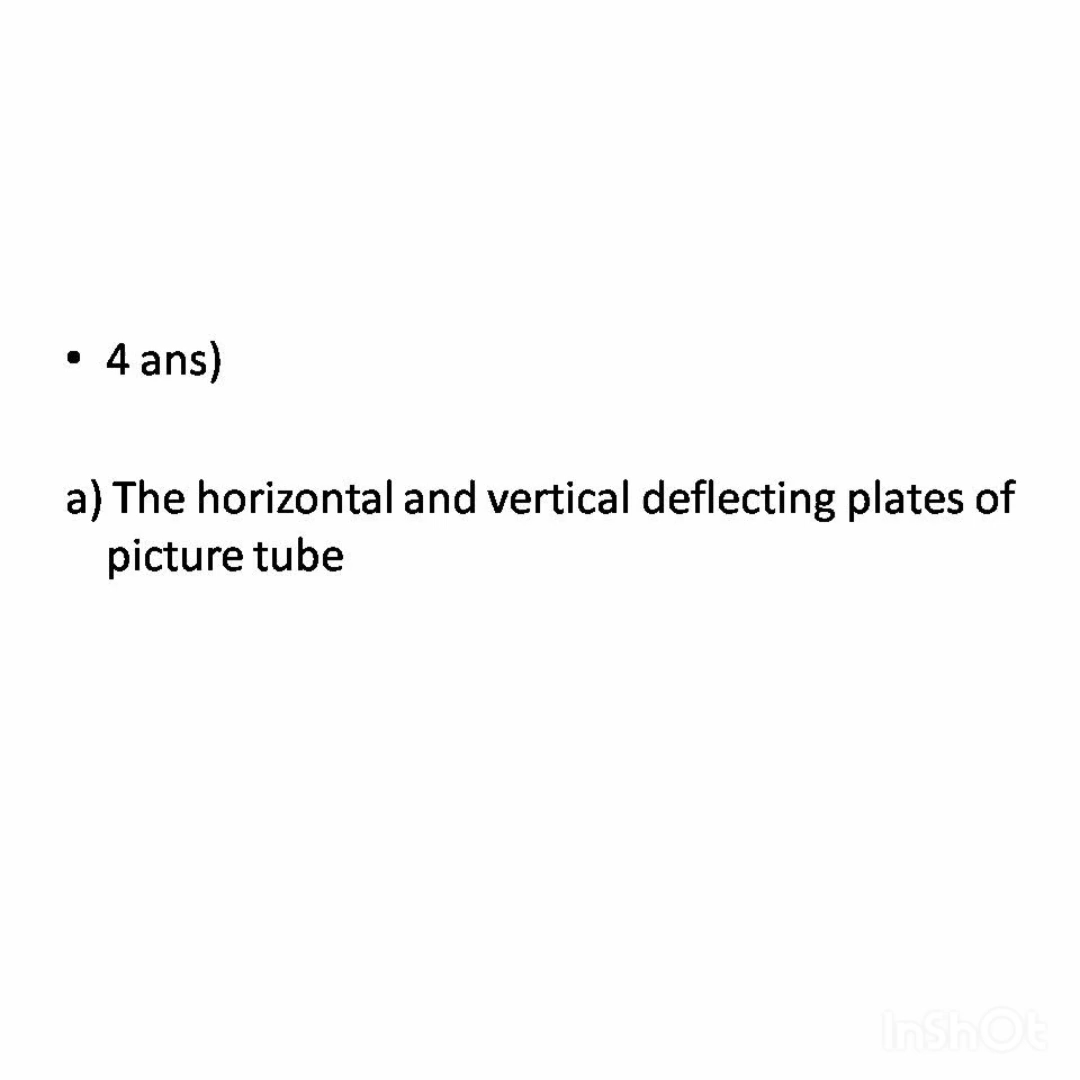 • 4 ans)
a) The horizontal and vertical deflecting plates of
picture tube
InShOt